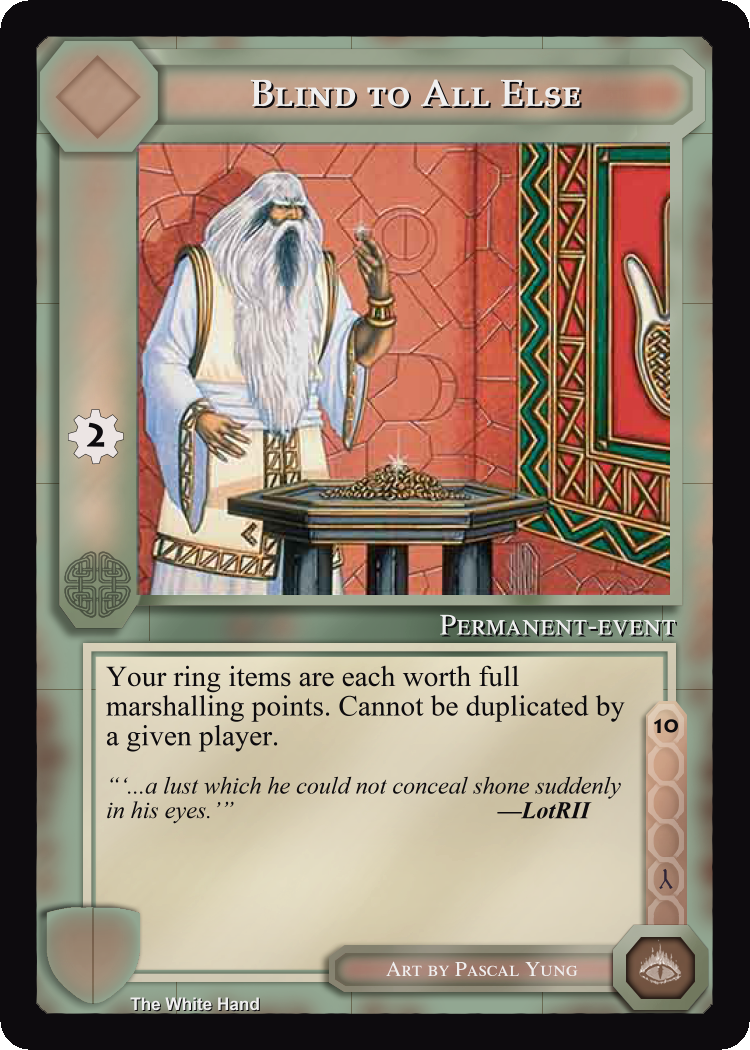 Blind to All Else
2
Permanent-event
Your ring items are each worth full
marshalling points. Cannot be duplicated by
a given player.
10
“‘...a lust which he could not conceal shone suddenly
in his eyes.’” —LotRII
Art by Pascal Yung
The White Hand